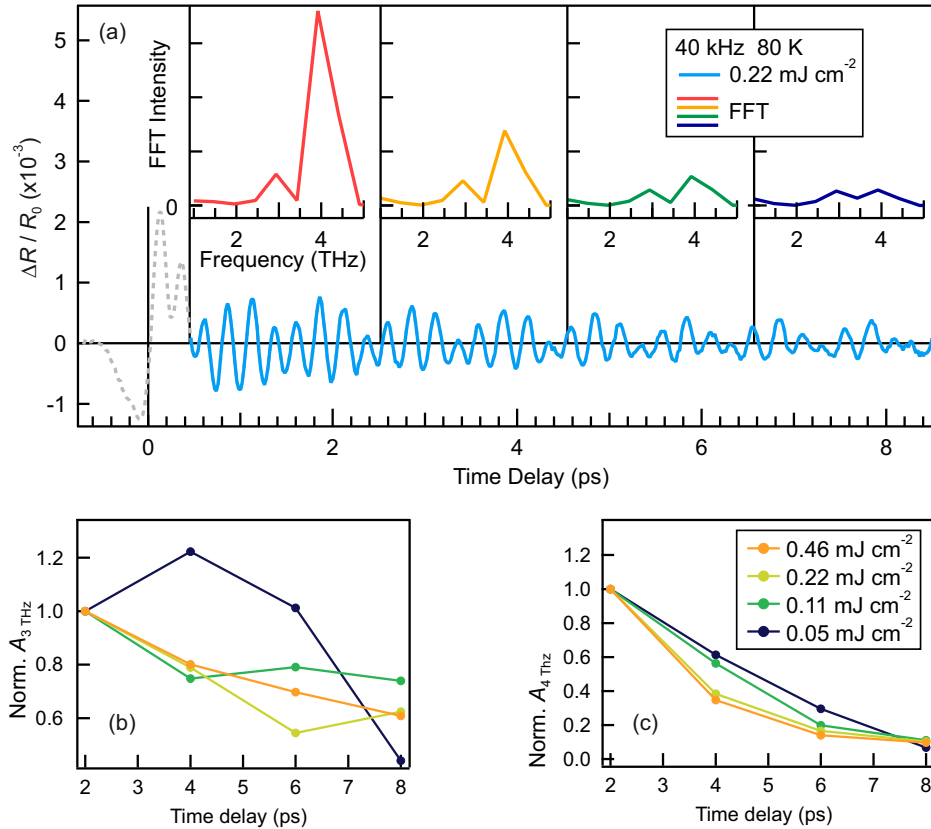 (a)
5
4
3
2
1
0
-1
ΔR / R0 (x10-3)
FFT Intensity
0
2 4
2 4
2 4
2 4
Frequency (THz)
40 kHz 80 K
0.22 mJ cm-2
FFT
0 2 4 6 8
Time Delay (ps)
1.2
1.0
0.8
0.6
Norm. A3 THz
(b)
2 3 4 5 6 7 8
Time delay (ps)
1.2
1.0
0.8
0.6
0.4
0.2
0.0
Norm. A4 Thz
0.46 mJ cm-2
0.22 mJ cm-2
0.11 mJ cm-2
0.05 mJ cm-2
(c)
2 3 4 5 6 7 8
Time delay (ps)